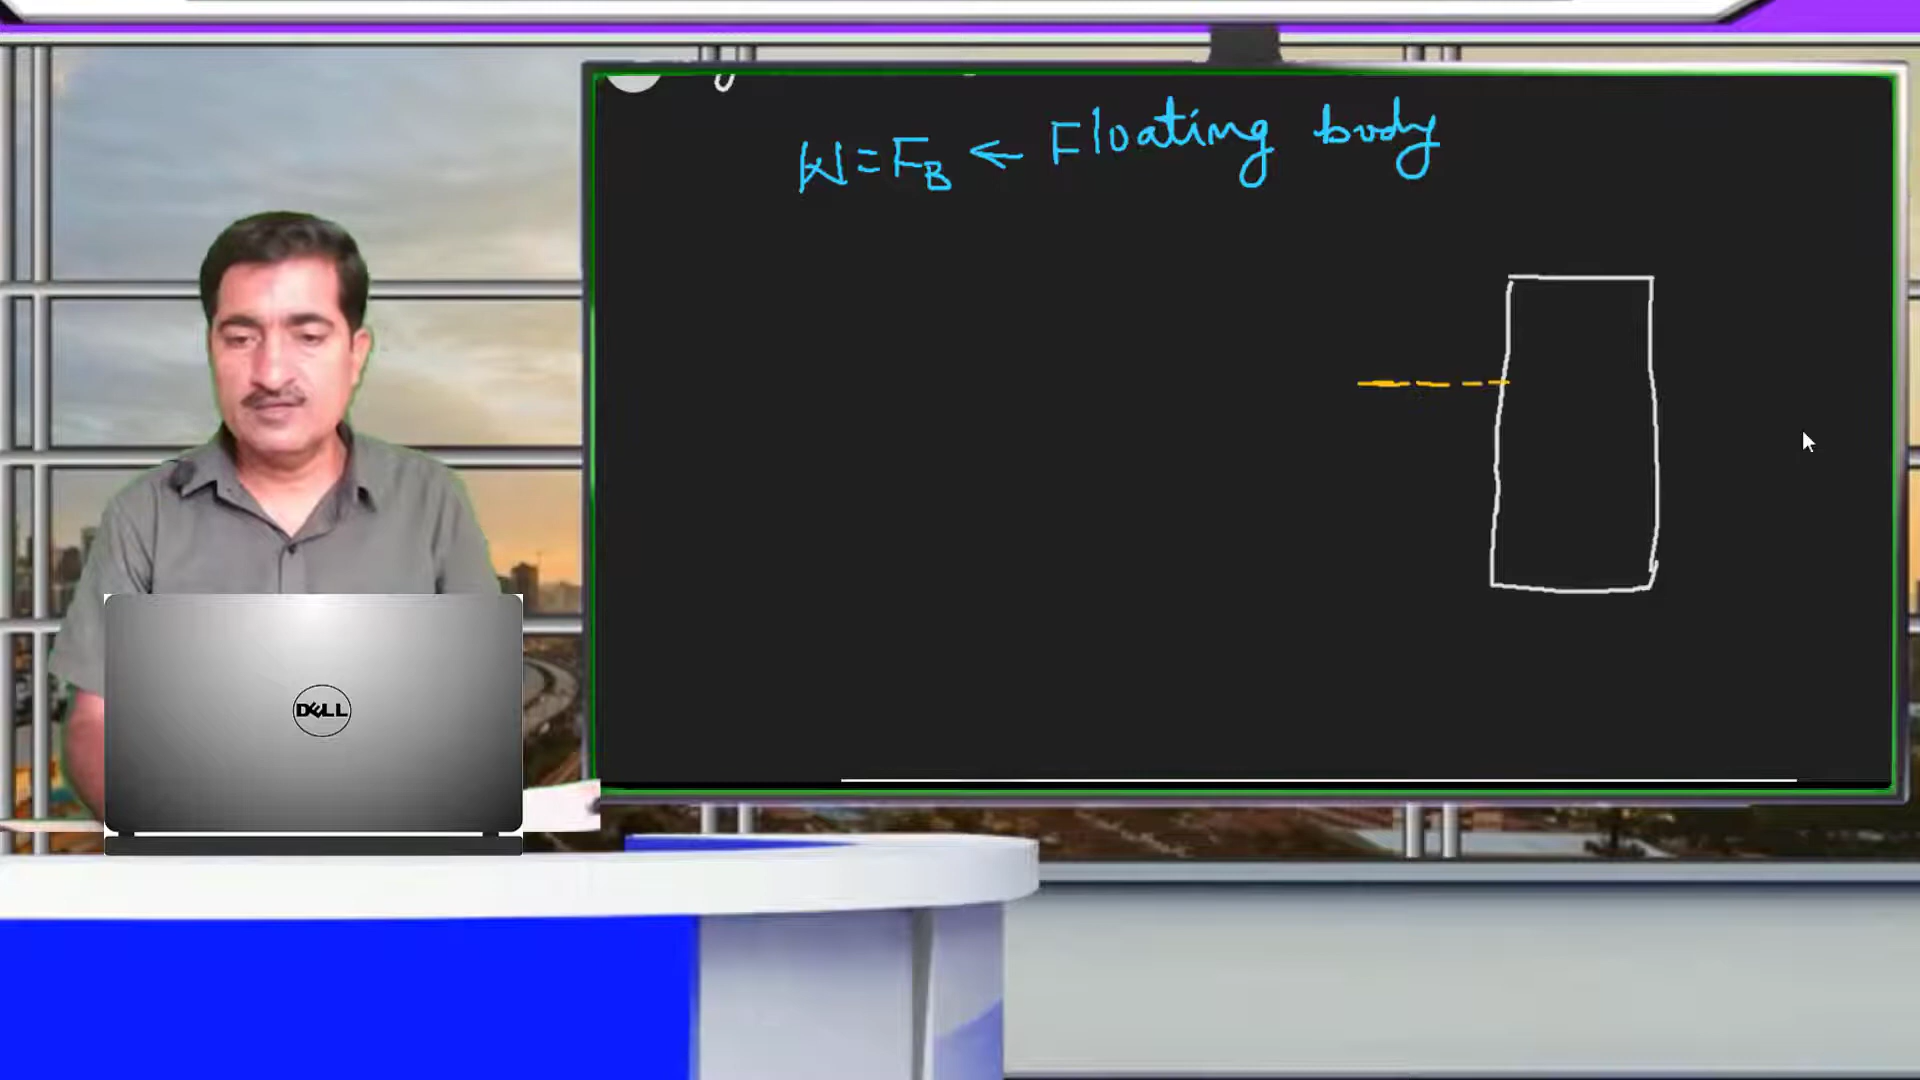 W = F_B ← Floating body
DELL